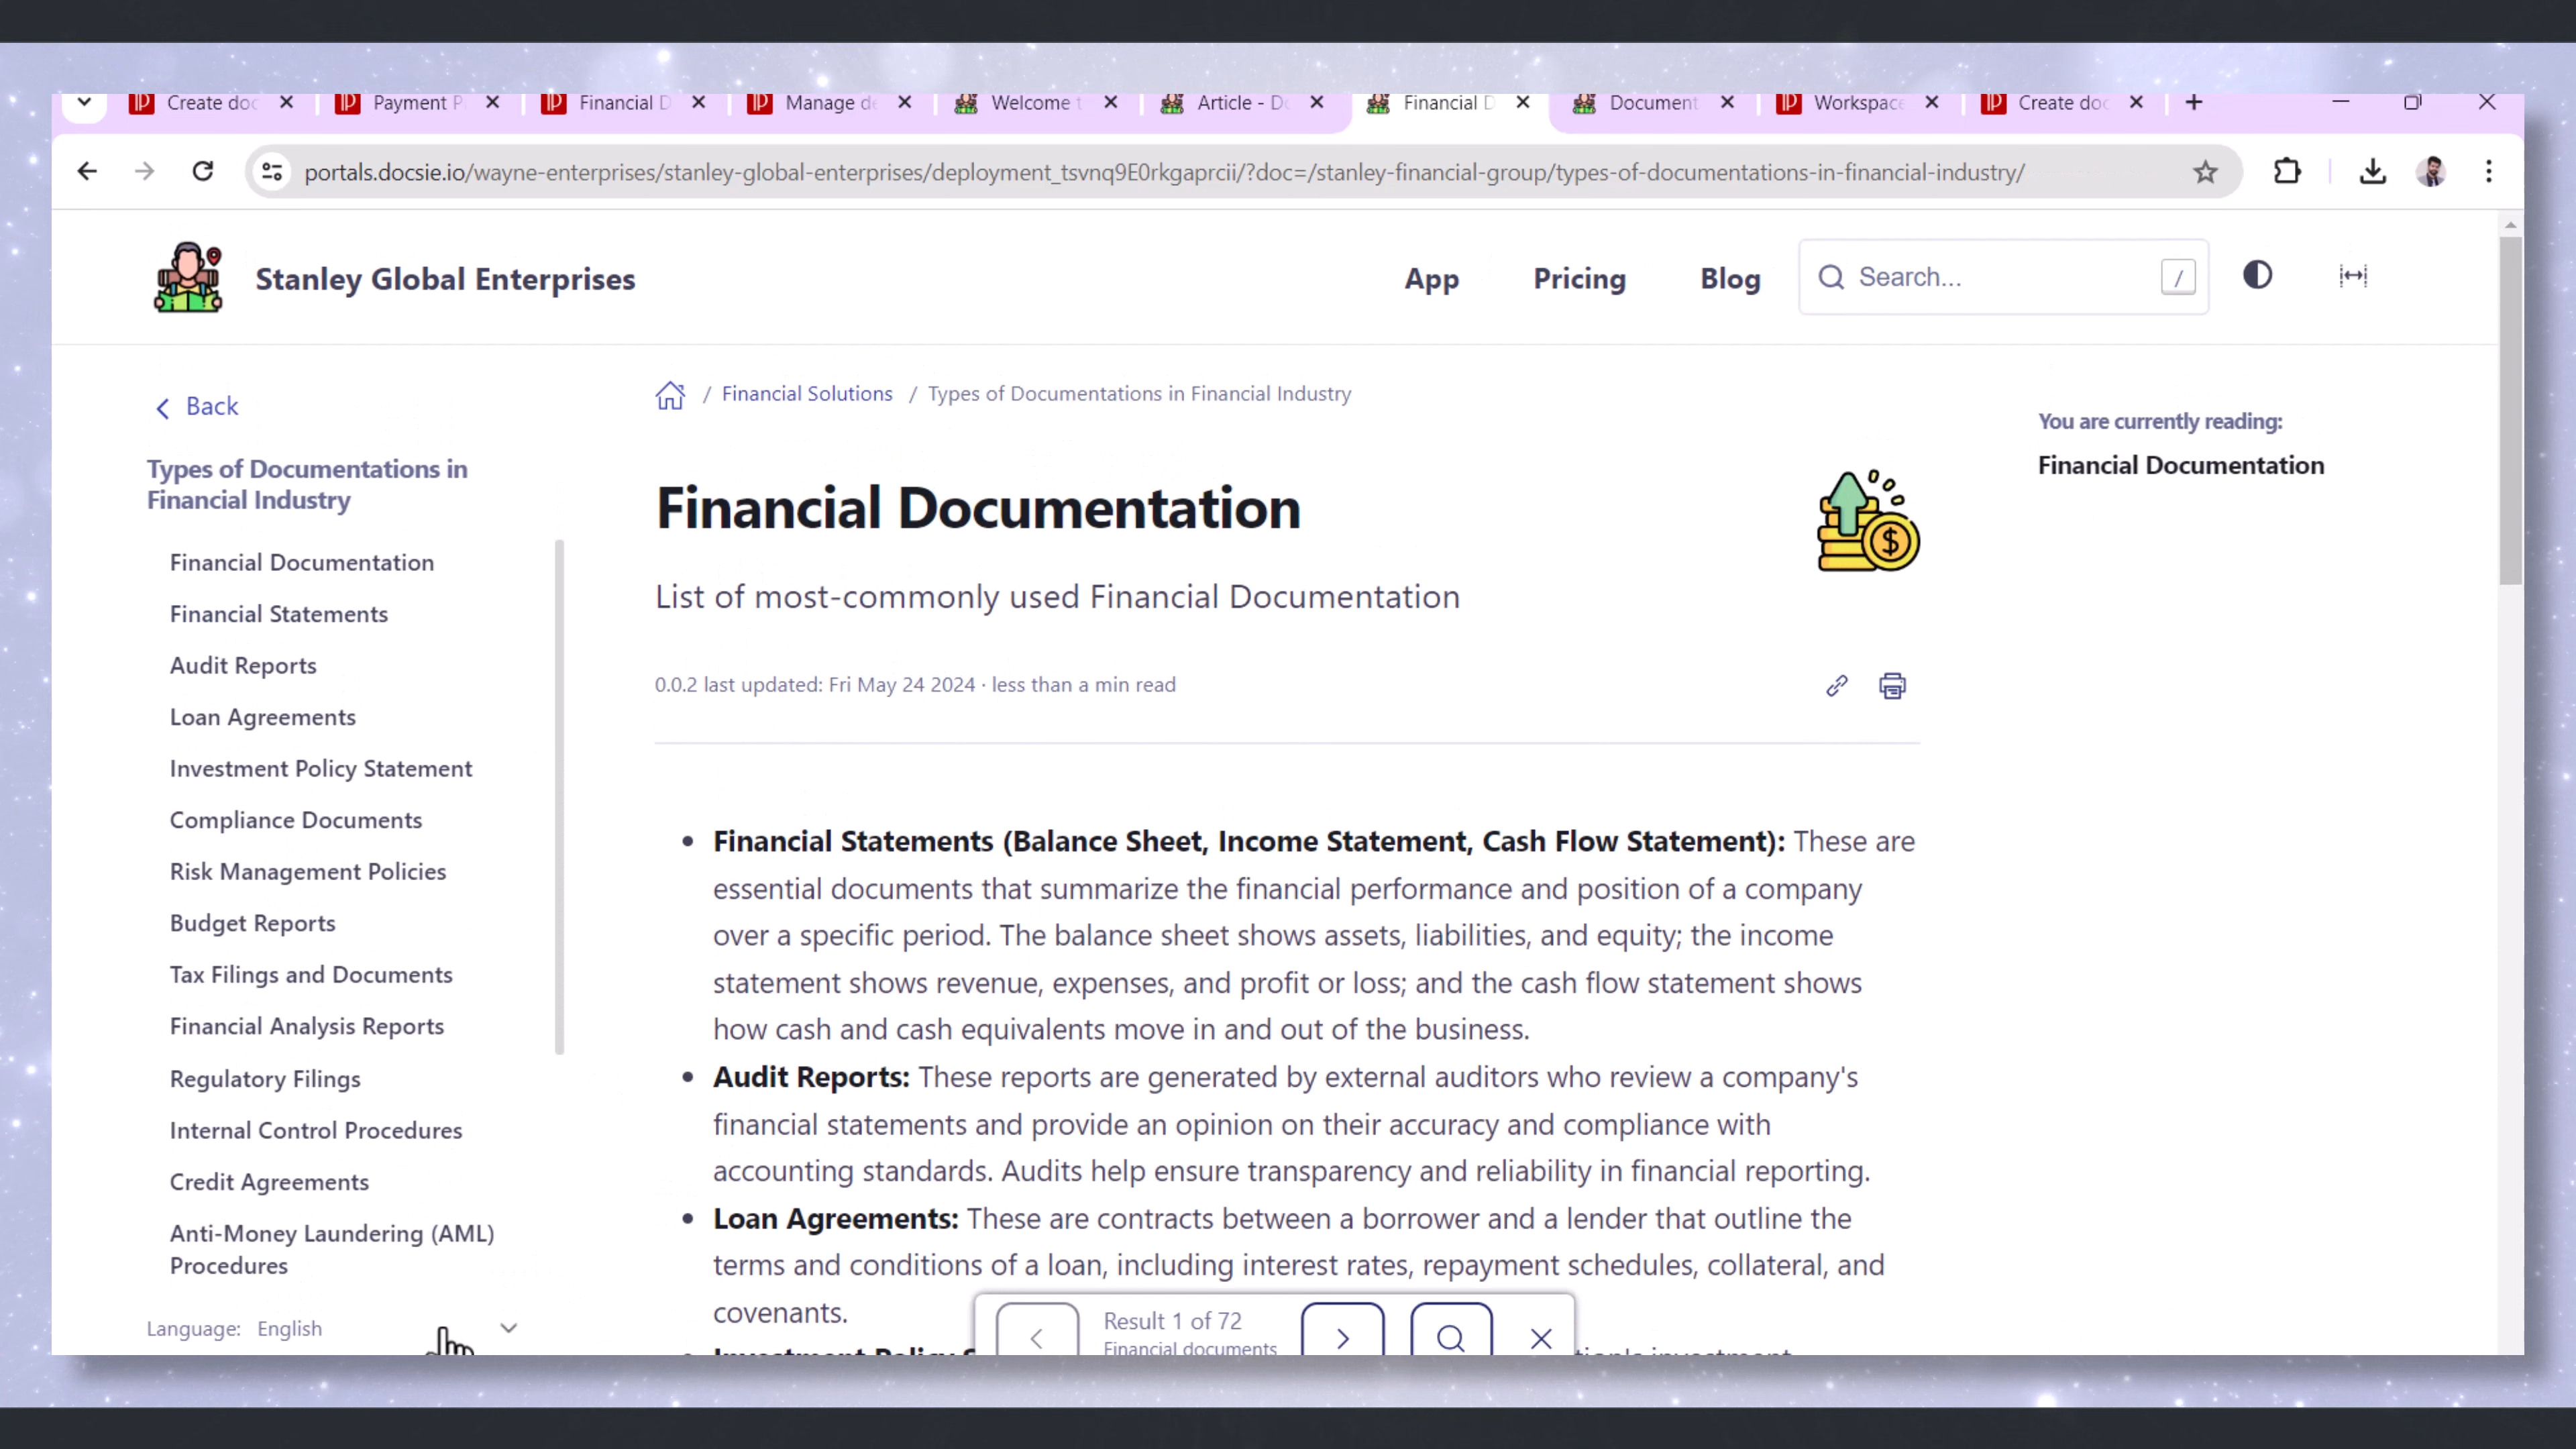 Create doc
Payment P
Financial D
Manage de
Welcome t
Article - Do
Financial D
Document
Workspace
Create doc
portals.docsie.io/wayne-enterprises/stanley-global-enterprises/deployment_tsvnq9E0rkgaprcii/?doc=/stanley-financial-group/types-of-documentations-in-financial-industry/
Stanley Global Enterprises
App
Pricing
Blog
Search...
/
Back
Types of Documentations in
Financial Industry
Financial Documentation
Financial Statements
Audit Reports
Loan Agreements
Investment Policy Statement
Compliance Documents
Risk Management Policies
Budget Reports
Tax Filings and Documents
Financial Analysis Reports
Regulatory Filings
Internal Control Procedures
Credit Agreements
Anti-Money Laundering (AML)
Procedures
Language: English
/ Financial Solutions / Types of Documentations in Financial Industry
Financial Documentation
List of most-commonly used Financial Documentation
0.0.2 last updated: Fri May 24 2024 · less than a min read
• Financial Statements (Balance Sheet, Income Statement, Cash Flow Statement): These are
essential documents that summarize the financial performance and position of a company
over a specific period. The balance sheet shows assets, liabilities, and equity; the income
statement shows revenue, expenses, and profit or loss; and the cash flow statement shows
how cash and cash equivalents move in and out of the business.
• Audit Reports: These reports are generated by external auditors who review a company's
financial statements and provide an opinion on their accuracy and compliance with
accounting standards. Audits help ensure transparency and reliability in financial reporting.
• Loan Agreements: These are contracts between a borrower and a lender that outline the
terms and conditions of a loan, including interest rates, repayment schedules, collateral, and
covenants.
Investment Policy
investment
Result 1 of 72
Financial documents
You are currently reading:
Financial Documentation